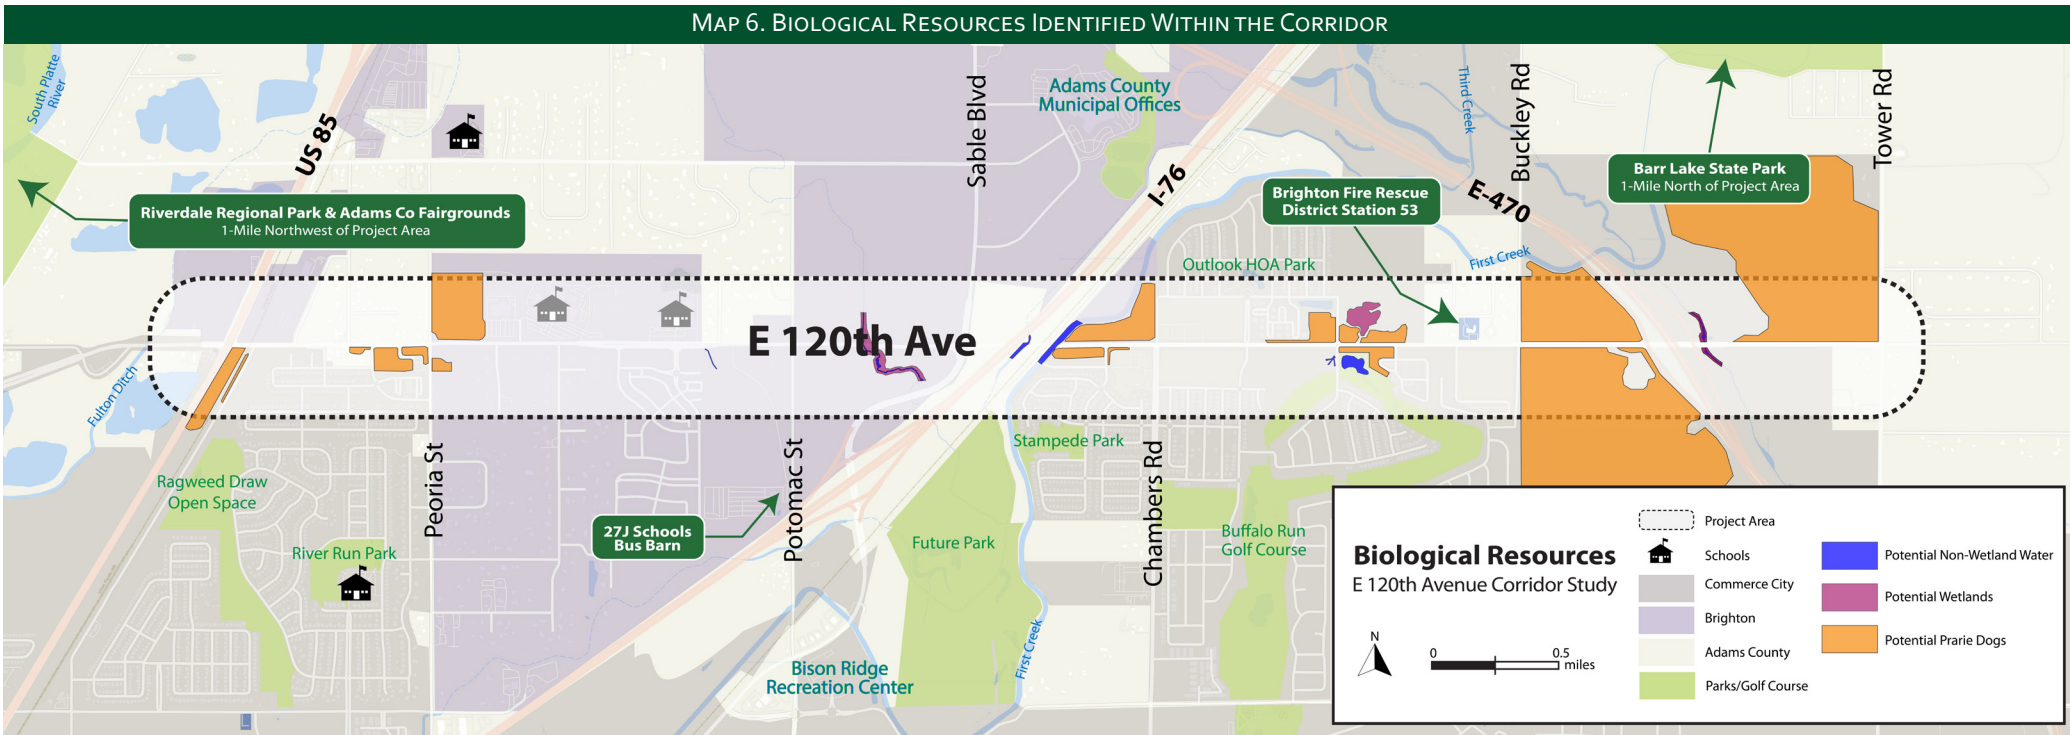 MAP 6. BIOLOGICAL RESOURCES IDENTIFIED WITHIN THE CORRIDOR
South Platte
River
US 85
Sable Blvd
Adams County
Municipal Offices
I-76
Third Creek
Buckley Rd
Tower Rd
E-470
Riverdale Regional Park & Adams Co Fairgrounds
1-Mile Northwest of Project Area
Brighton Fire Rescue
District Station 53
Barr Lake State Park
1-Mile North of Project Area
First Creek
Outlook HOA Park
E 120th Ave
Fulton Ditch
Ragweed Draw
Open Space
River Run Park
Peoria St
27J Schools
Bus Barn
Potomac St
Stampede Park
Future Park
Chambers Rd
Buffalo Run
Golf Course
First Creek
Bison Ridge
Recreation Center
Biological Resources
E 120th Avenue Corridor Study
N
0
0.5
miles
Project Area
Schools
Commerce City
Brighton
Adams County
Parks/Golf Course
Potential Non-Wetland Water
Potential Wetlands
Potential Prarie Dogs